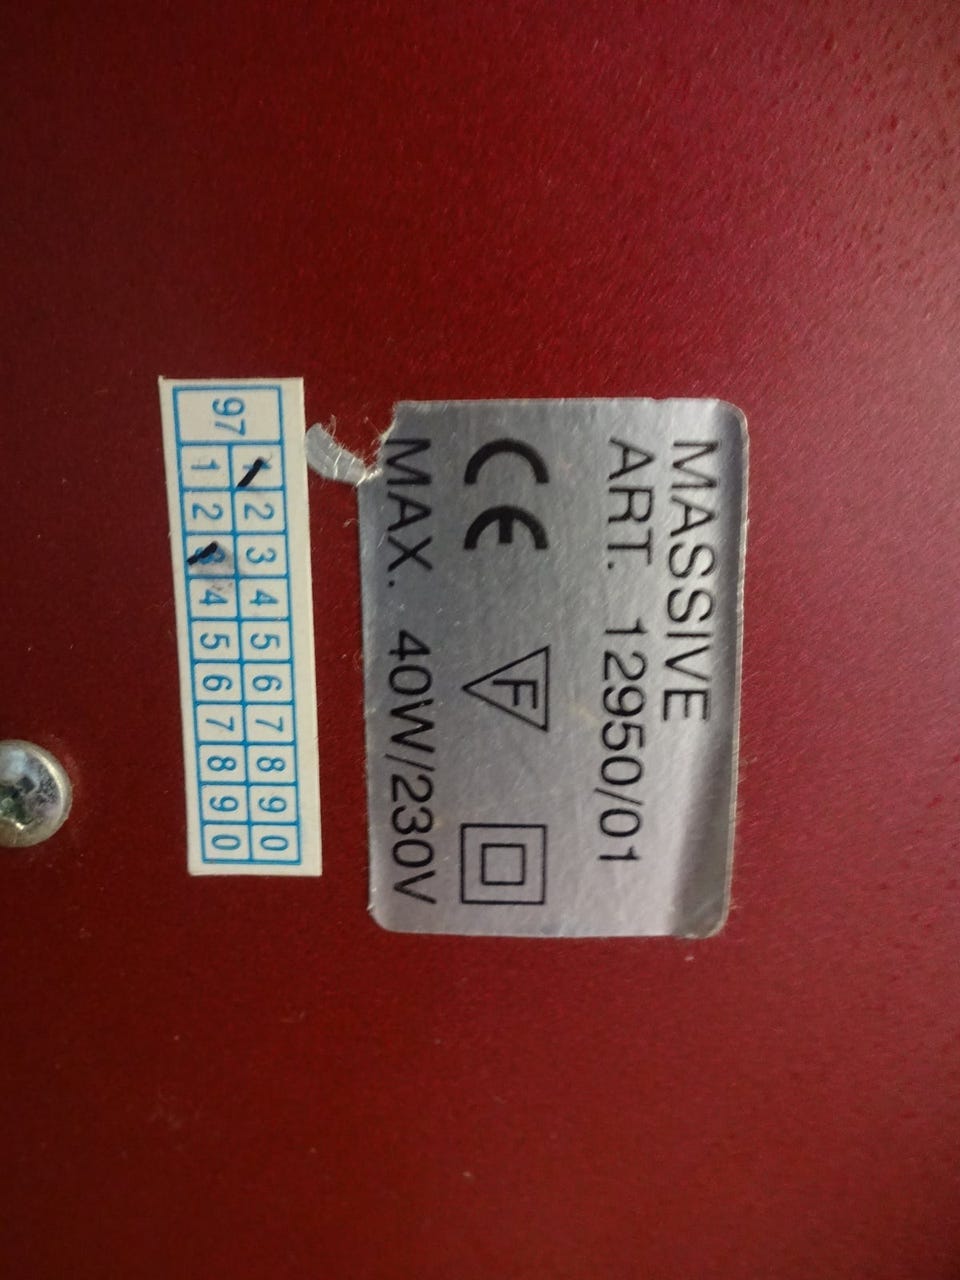 MASSIVE
ART. 12950/01
CE F
MAX. 40W/230V
97 1 2 3 4 5 6 7 8 9 0
1 2 3 4 5 6 7 8 9 0